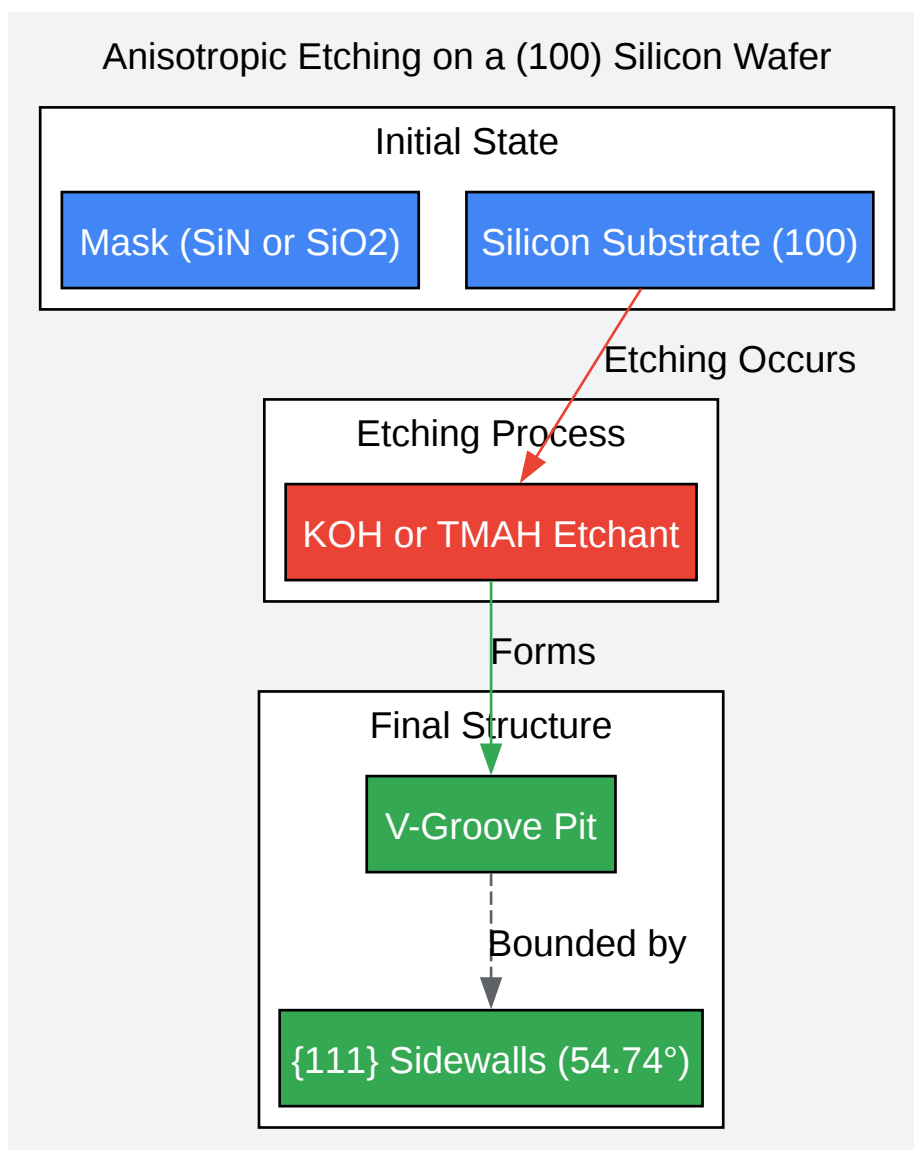 Anisotropic Etching on a (100) Silicon Wafer
Initial State
Mask (SiN or SiO2)
Silicon Substrate (100)
Etching Occurs
Etching Process
KOH or TMAH Etchant
Forms
Final Structure
V-Groove Pit
Bounded by
{111} Sidewalls (54.74°)